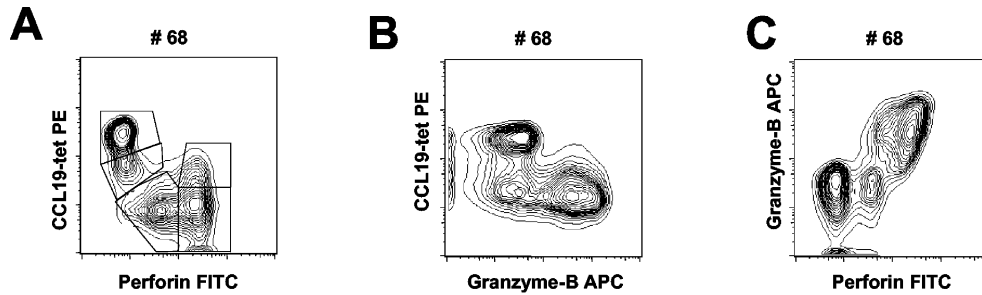 A
# 68
CCL19-tet PE
Perforin FITC
B
# 68
CCL19-tet PE
Granzyme-B APC
C
# 68
Granzyme-B APC
Perforin FITC